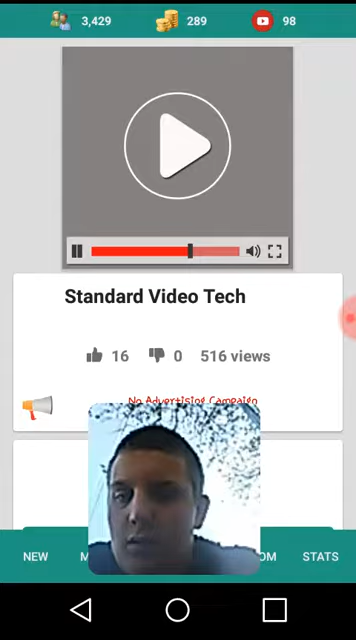 3,429 289 98
Standard Video Tech
16 0 516 views
No Advertising Campaign
NEW STATS